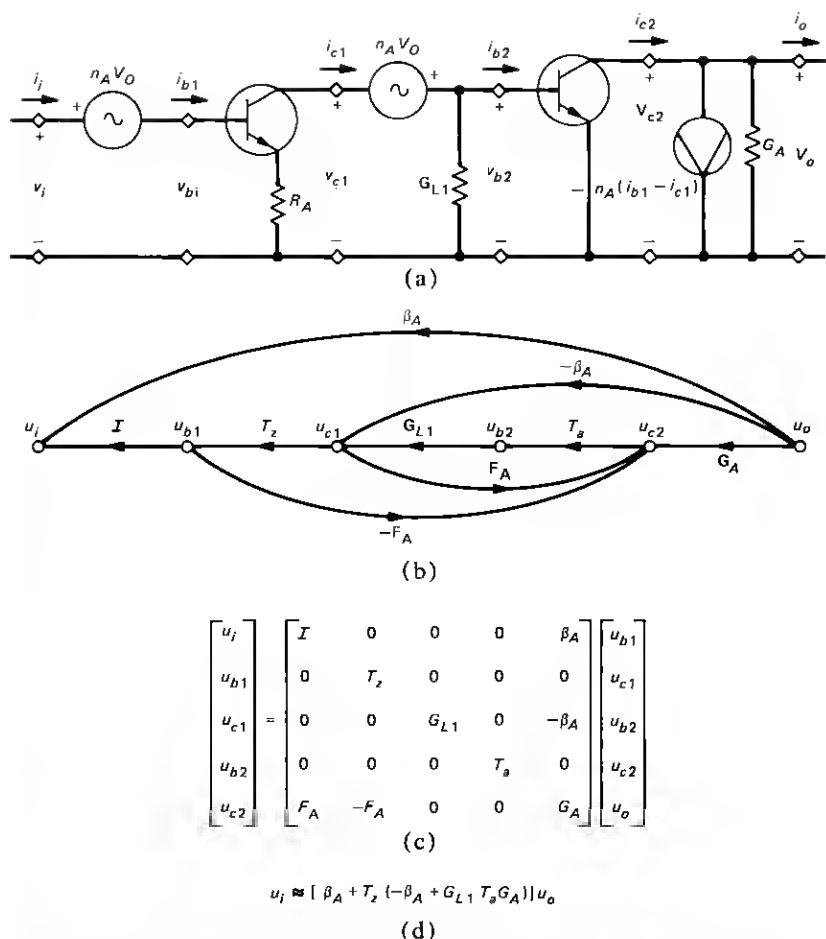 i_i n_A V_O i_b1 i_c1 n_A V_O i_b2 i_c2 i_o
+ + + + + + + +
v_i v_bi R_A v_c1 G_L1 v_b2 V_c2 – n_A(i_b1 – i_c1) G_A V_o
– – – – – –
(a)
β_A
–β_A
u_i I u_b1 T_z u_c1 G_L1 u_b2 T_a u_c2 G_A u_o
F_A
–F_A
(b)
u_i I 0 0 0 β_A u_b1
u_b1 0 T_z 0 0 0 u_c1
u_c1 = 0 0 G_L1 0 –β_A u_b2
u_b2 0 0 0 T_a 0 u_c2
u_c2 F_A –F_A 0 0 G_A u_o
(c)
u_i ≈ [ β_A + T_z (–β_A + G_L1 T_a G_A)] u_o
(d)